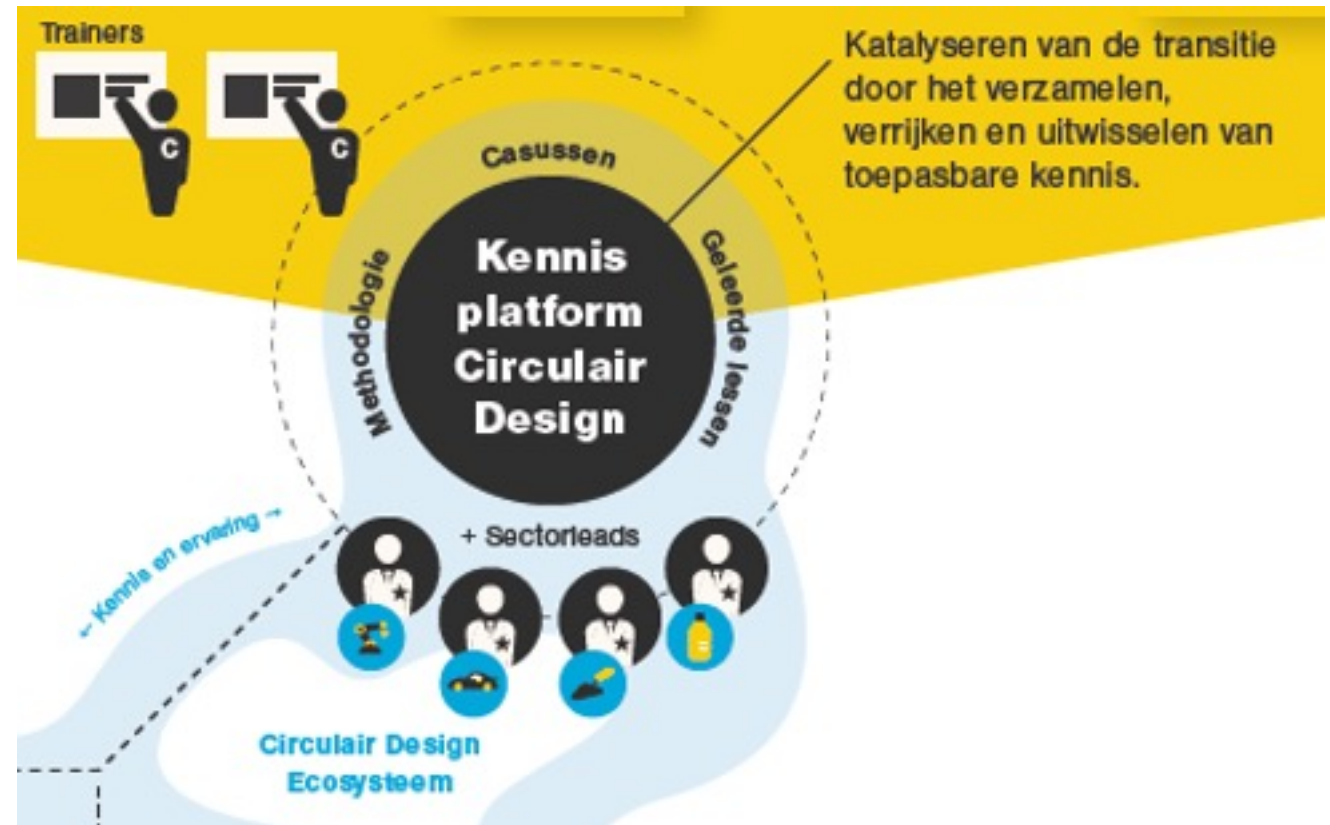 Trainers
C
C
Katalyseren van de transitie
door het verzamelen,
verrijken en uitwisselen van
toepasbare kennis.
Casussen
Methodologie
Geleerde lessen
Kennis
platform
Circulair
Design
+ Sectorleads
← Kennis en ervaring →
Circulair Design
Ecosysteem